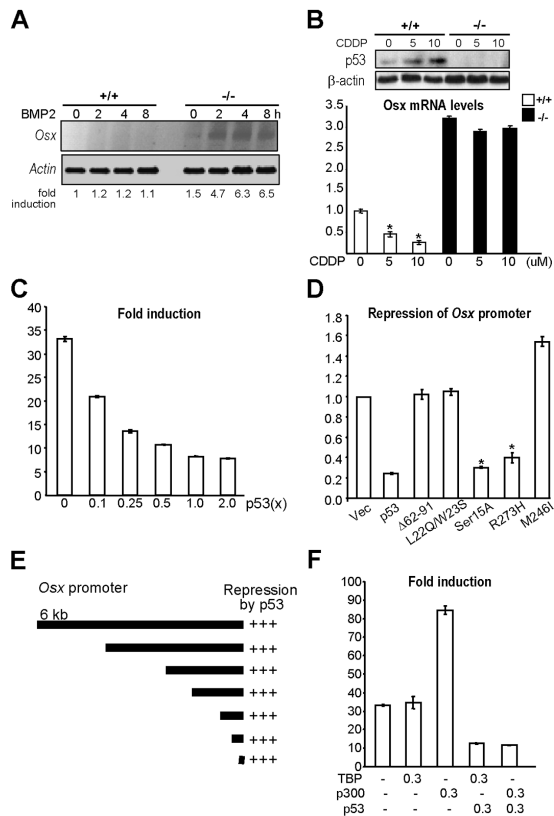 A
+/+ -/-
BMP2 0 2 4 8 0 2 4 8 h
Osx
Actin
fold induction 1 1.2 1.2 1.1 1.5 4.7 6.3 6.5
B
+/+ -/-
CDDP 0 5 10 0 5 10
p53
β-actin
Osx mRNA levels
+/+
-/-
3.5
3.0
2.5
2.0
1.5
1.0
0.5
CDDP 0 5 10 0 5 10 (uM)
* *
C
Fold induction
40
35
30
25
20
15
10
5
0
0 0.1 0.25 0.5 1.0 2.0 p53(x)
D
Repression of Osx promoter
1.8
1.6
1.4
1.2
1.0
0.8
0.6
0.4
0.2
0.0
* *
Vec p53 Δ62-91 L22Q/W23S Ser15A R273H M246I
E
Osx promoter Repression by p53
6 kb +++
+++
+++
+++
+++
+++
+++
F
Fold induction
100
90
80
70
60
50
40
30
20
10
0
TBP - 0.3 - 0.3 -
p300 - - 0.3 - 0.3
p53 - - - 0.3 0.3